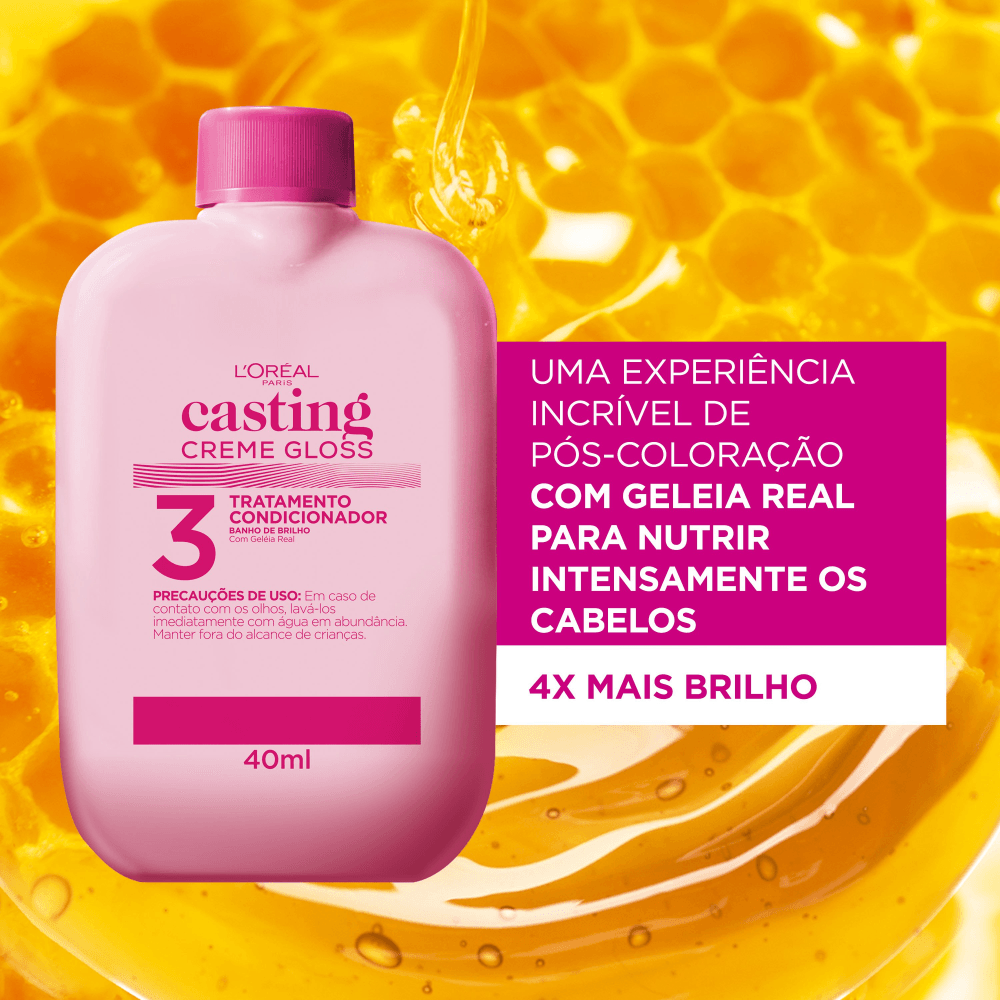 L'ORÉAL
PARIS
casting
CREME GLOSS
3
TRATAMENTO
CONDICIONADOR
BANHO DE BRILHO
Com Geléia Real
PRECAUÇÕES DE USO: Em caso de
contato com os olhos, lavá-los
imediatamente com água em abundância.
Manter fora do alcance de crianças.
40ml
UMA EXPERIÊNCIA
INCRÍVEL DE
PÓS-COLORAÇÃO
COM GELEIA REAL
PARA NUTRIR
INTENSAMENTE OS
CABELOS
4X MAIS BRILHO